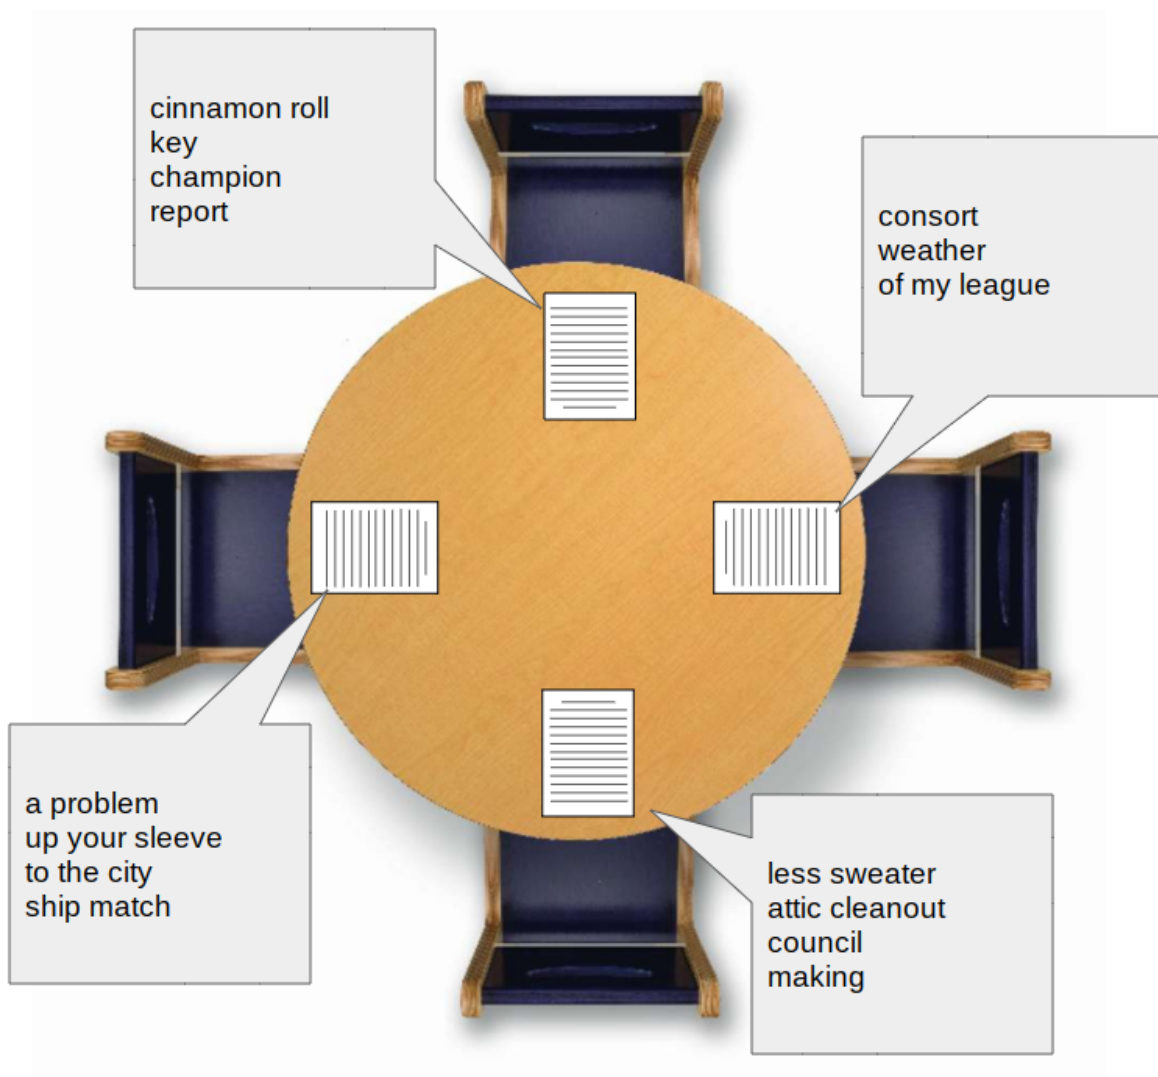 cinnamon roll
key
champion
report
consort
weather
of my league
a problem
up your sleeve
to the city
ship match
less sweater
attic cleanout
council
making